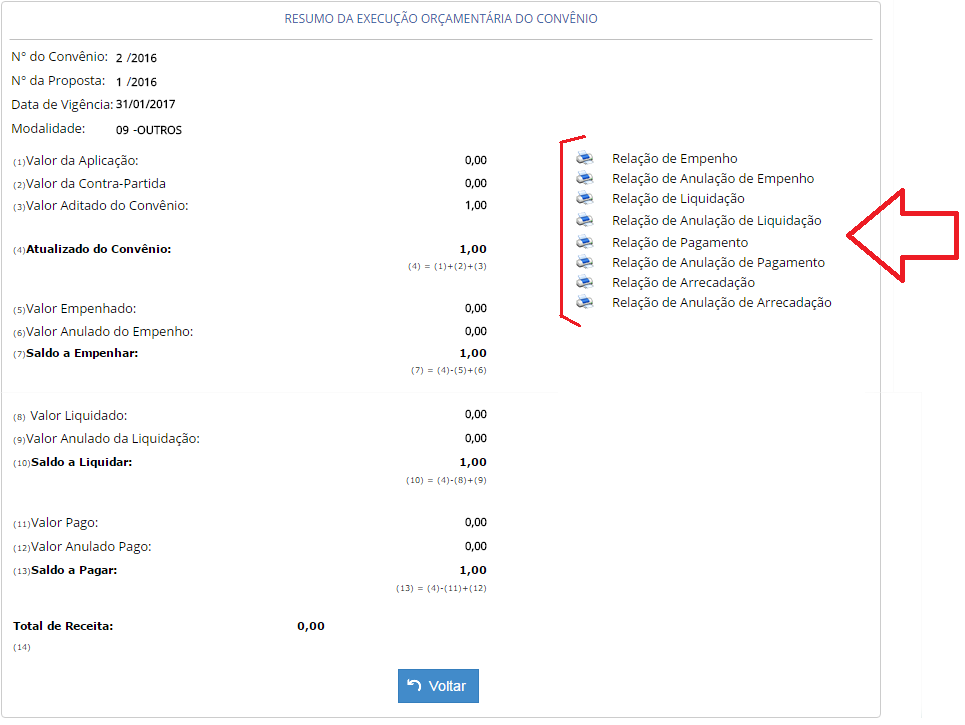 RESUMO DA EXECUÇÃO ORÇAMENTÁRIA DO CONVÊNIO
N° do Convênio: 2 /2016
N° da Proposta: 1 /2016
Data de Vigência: 31/01/2017
Modalidade: 09 -OUTROS
(1)Valor da Aplicação: 0,00
(2)Valor da Contra-Partida 0,00
(3)Valor Aditado do Convênio: 1,00
(4)Atualizado do Convênio: 1,00
(4) = (1)+(2)+(3)
(5)Valor Empenhado: 0,00
(6)Valor Anulado do Empenho: 0,00
(7)Saldo a Empenhar: 1,00
(7) = (4)-(5)+(6)
(8) Valor Liquidado: 0,00
(9)Valor Anulado da Liquidação: 0,00
(10)Saldo a Liquidar: 1,00
(10) = (4)-(8)+(9)
(11)Valor Pago: 0,00
(12)Valor Anulado Pago: 0,00
(13)Saldo a Pagar: 1,00
(13) = (4)-(11)+(12)
Total de Receita: 0,00
(14)
Relação de Empenho
Relação de Anulação de Empenho
Relação de Liquidação
Relação de Anulação de Liquidação
Relação de Pagamento
Relação de Anulação de Pagamento
Relação de Arrecadação
Relação de Anulação de Arrecadação
Voltar